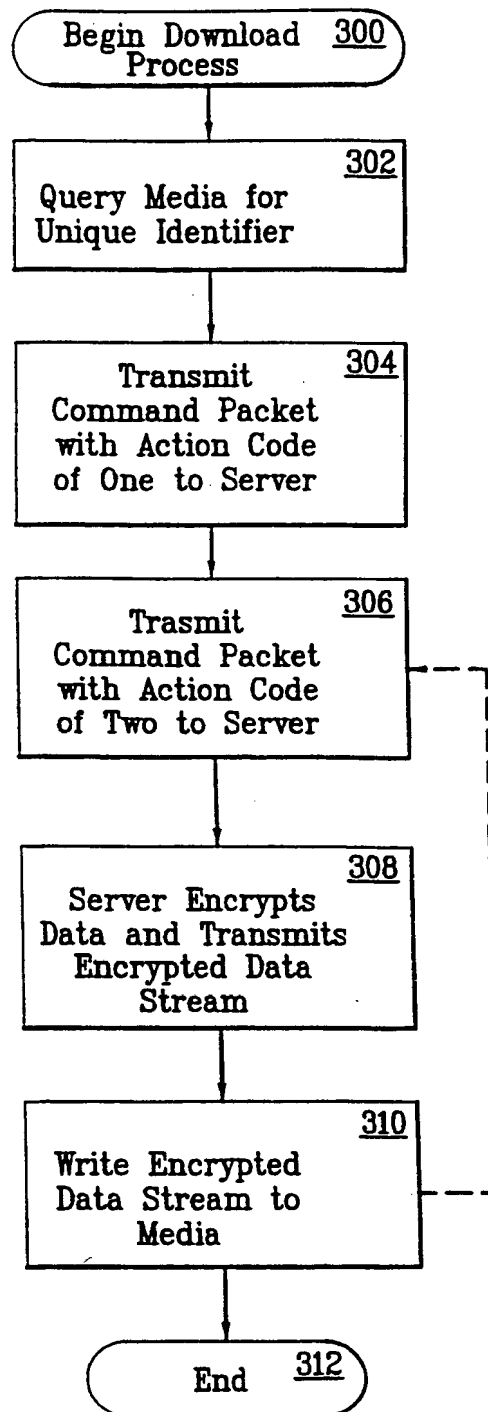 Begin Download 300
Process
302
Query Media for
Unique Identifier
304
Transmit
Command Packet
with Action Code
of One to Server
306
Trasmit
Command Packet
with Action Code
of Two to Server
308
Server Encrypts
Data and Transmits
Encrypted Data
Stream
310
Write Encrypted
Data Stream to
Media
End 312